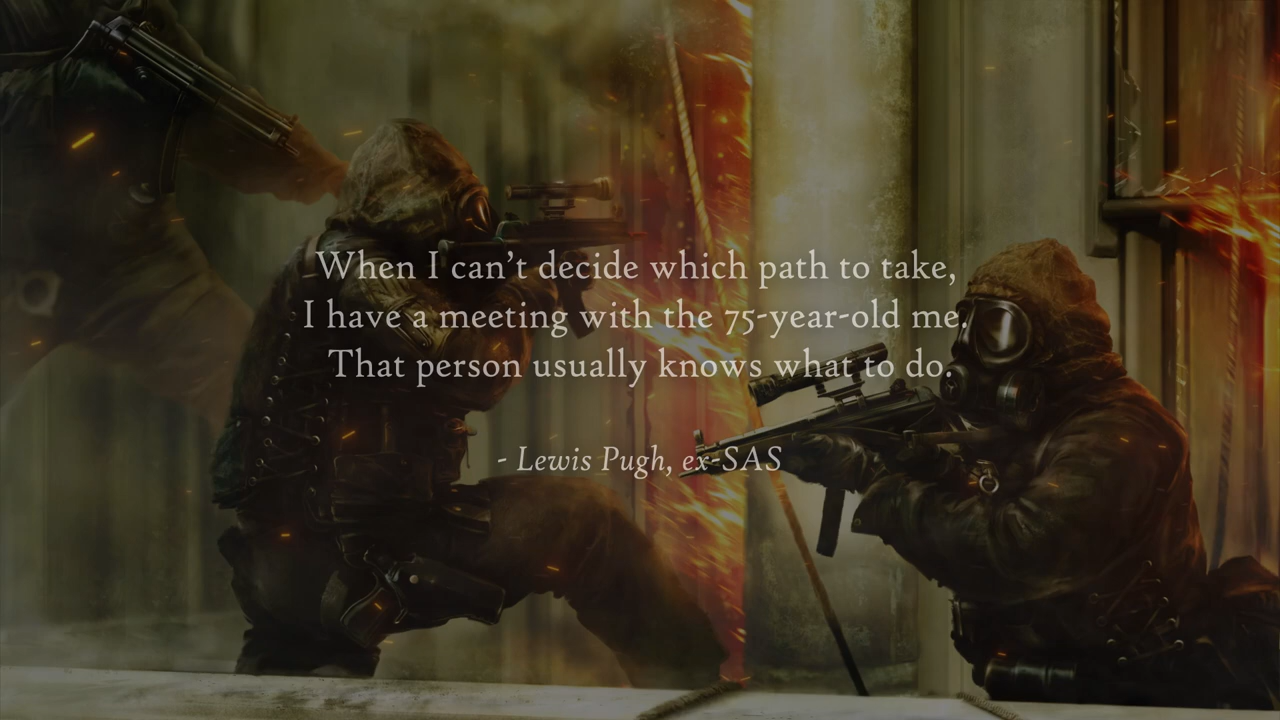 When I can't decide which path to take,
I have a meeting with the 75-year-old me.
That person usually knows what to do.
- Lewis Pugh, ex-SAS